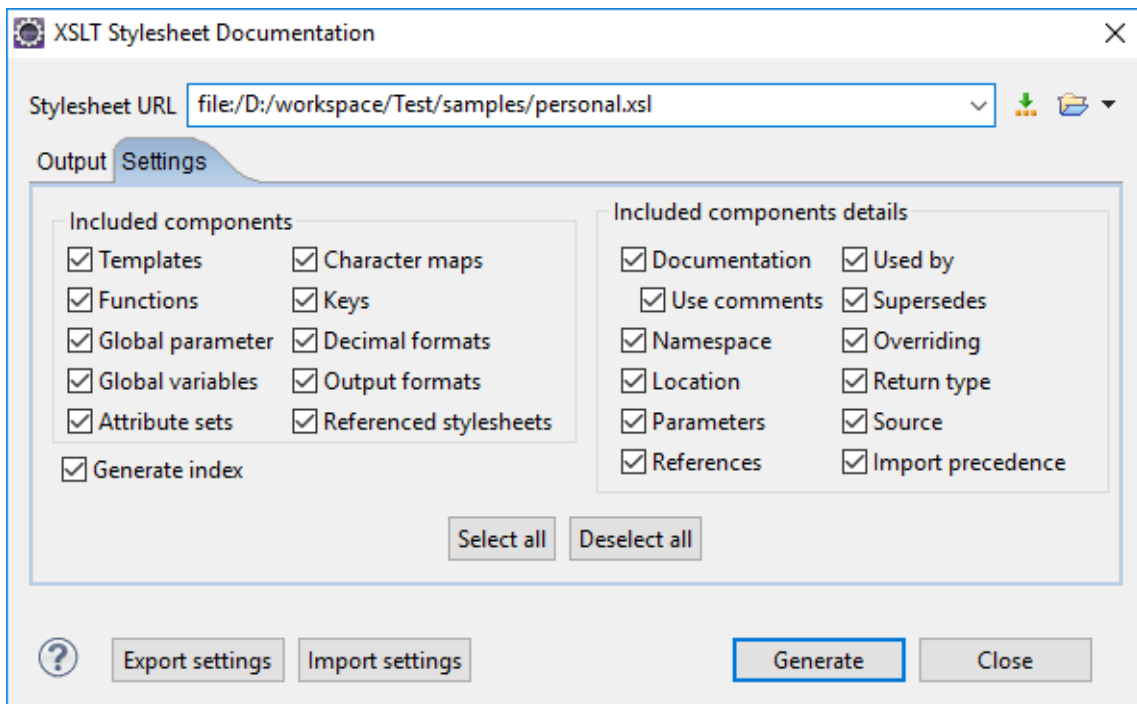 XSLT Stylesheet Documentation
Stylesheet URL file:/D:/workspace/Test/samples/personal.xsl
Output Settings
Included components
Templates Character maps
Functions Keys
Global parameter Decimal formats
Global variables Output formats
Attribute sets Referenced stylesheets
Generate index
Included components details
Documentation Used by
Use comments Supersedes
Namespace Overriding
Location Return type
Parameters Source
References Import precedence
Select all Deselect all
? Export settings Import settings Generate Close